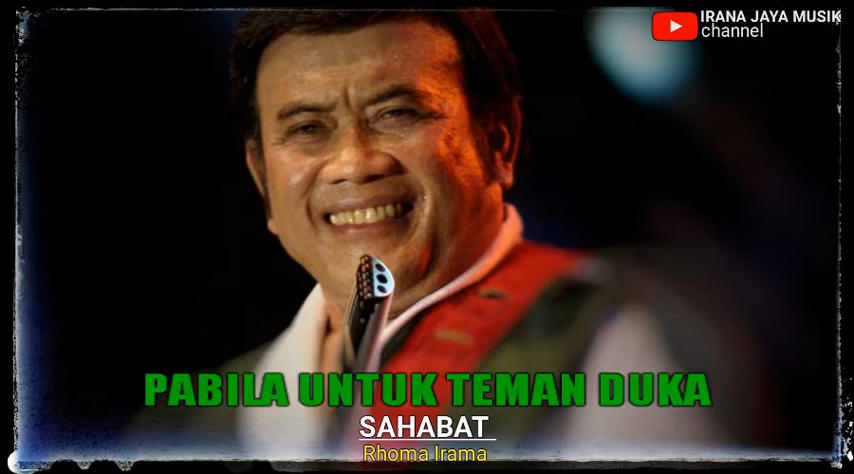 IRANA JAYA MUSIK
channel
PABILA UNTUK TEMAN DUKA
SAHABAT
Rhoma Irama